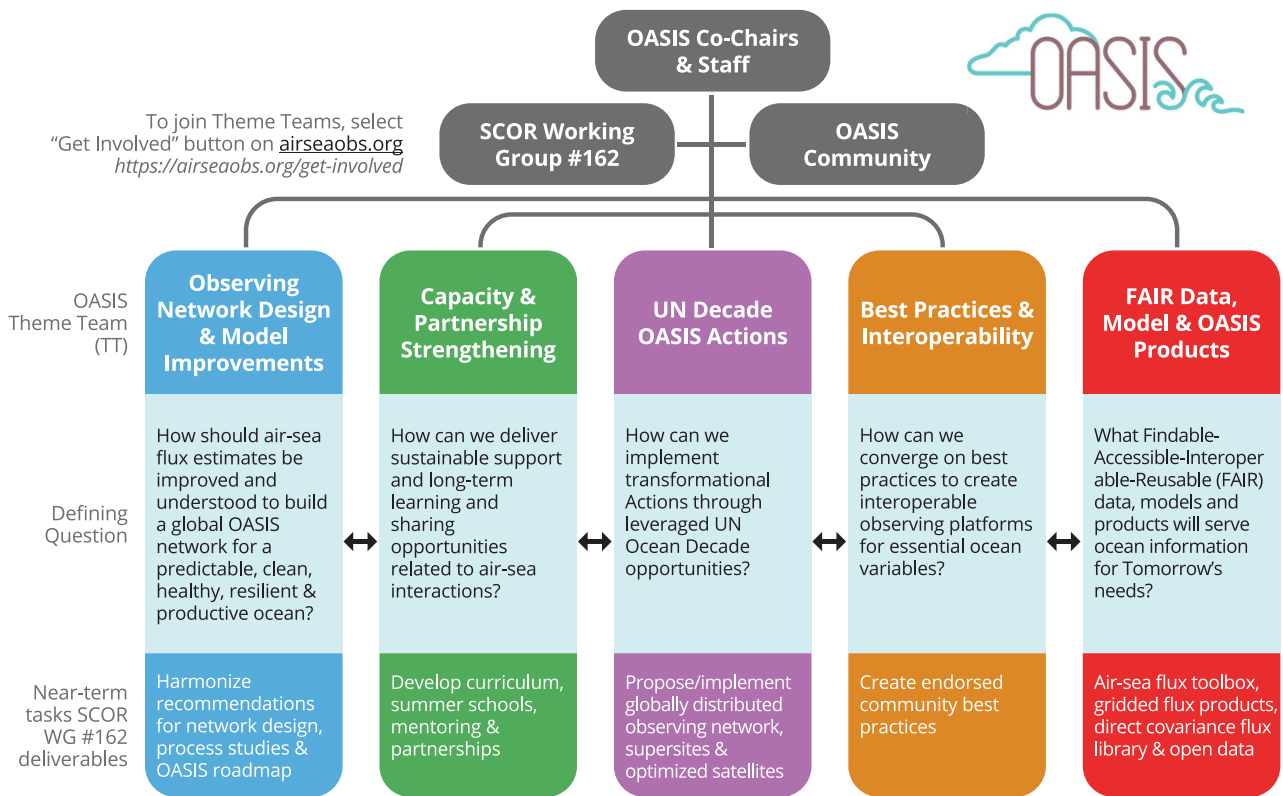 OASIS Co-Chairs
& Staff
OASIS
To join Theme Teams, select
“Get Involved” button on airseaobs.org
https://airseaobs.org/get-involved
SCOR Working
Group #162
OASIS
Community
OASIS
Theme Team
(TT)
Observing
Network Design
& Model
Improvements
Capacity &
Partnership
Strengthening
UN Decade
OASIS Actions
Best Practices &
Interoperability
FAIR Data,
Model & OASIS
Products
Defining
Question
How should air-sea
flux estimates be
improved and
understood to build
a global OASIS
network for a
predictable, clean,
healthy, resilient &
productive ocean?
How can we deliver
sustainable support
and long-term
learning and
sharing
opportunities
related to air-sea
interactions?
How can we
implement
transformational
Actions through
leveraged UN
Ocean Decade
opportunities?
How can we
converge on best
practices to create
interoperable
observing platforms
for essential ocean
variables?
What Findable-
Accessible-Interoper
able-Reusable (FAIR)
data, models and
products will serve
ocean information
for Tomorrow’s
needs?
Near-term
tasks SCOR
WG #162
deliverables
Harmonize
recommendations
for network design,
process studies &
OASIS roadmap
Develop curriculum,
summer schools,
mentoring &
partnerships
Propose/implement
globally distributed
observing network,
supersites &
optimized satellites
Create endorsed
community best
practices
Air-sea flux toolbox,
gridded flux products,
direct covariance flux
library & open data